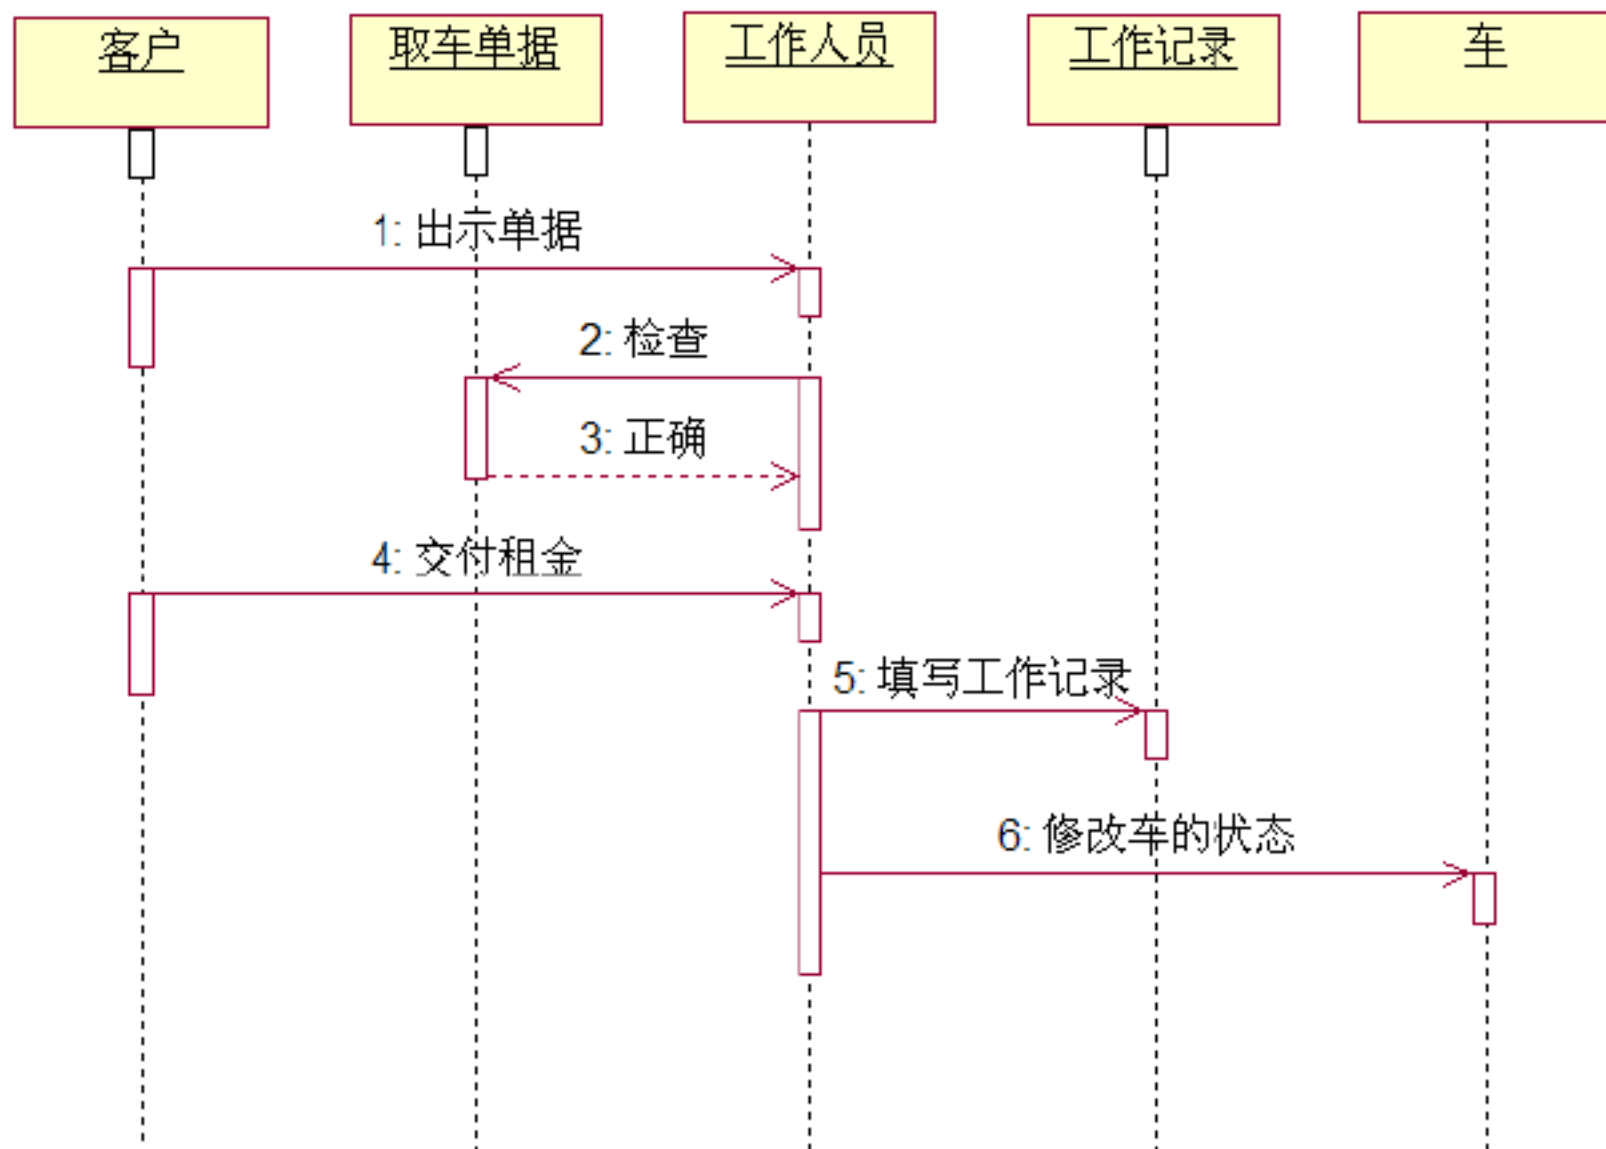 客户
取车单据
工作人员
工作记录
车
1: 出示单据
2: 检查
3: 正确
4: 交付租金
5: 填写工作记录
6: 修改车的状态